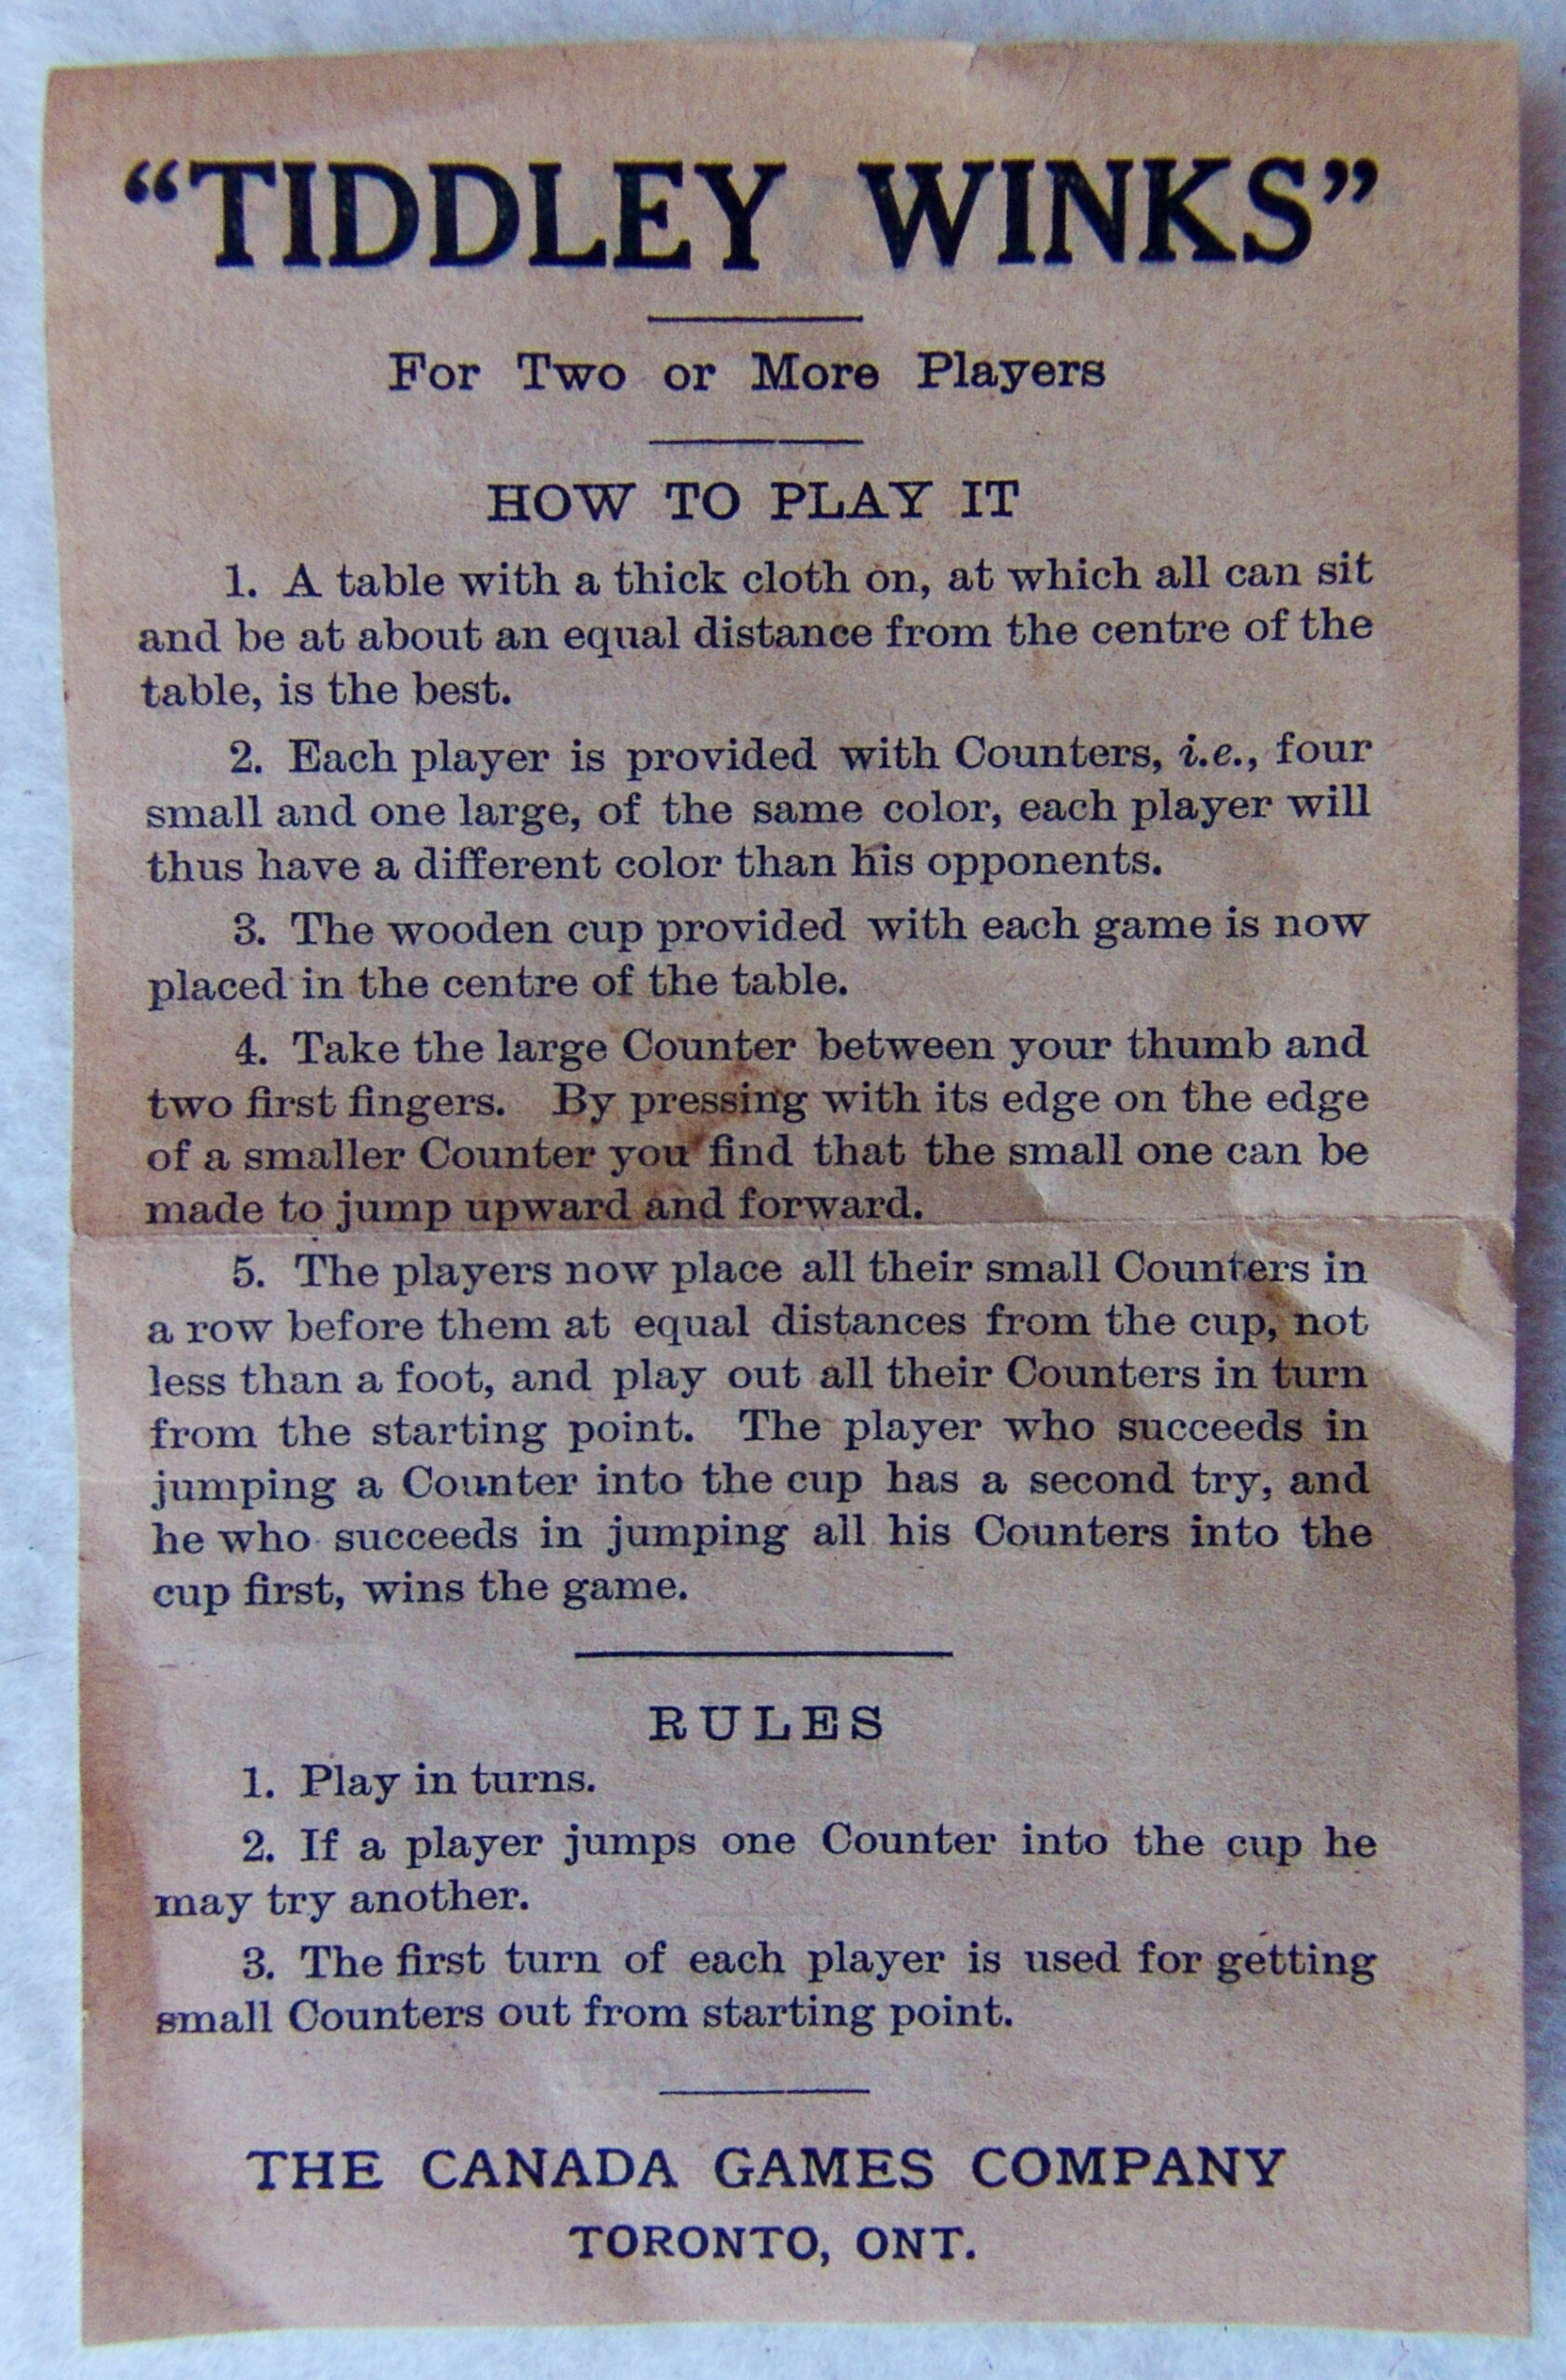 “TIDDLEY WINKS”
For Two or More Players
HOW TO PLAY IT
1. A table with a thick cloth on, at which all can sit
and be at about an equal distance from the centre of the
table, is the best.
2. Each player is provided with Counters, i.e., four
small and one large, of the same color, each player will
thus have a different color than his opponents.
3. The wooden cup provided with each game is now
placed in the centre of the table.
4. Take the large Counter between your thumb and
two first fingers. By pressing with its edge on the edge
of a smaller Counter you find that the small one can be
made to jump upward and forward.
5. The players now place all their small Counters in
a row before them at equal distances from the cup, not
less than a foot, and play out all their Counters in turn
from the starting point. The player who succeeds in
jumping a Counter into the cup has a second try, and
he who succeeds in jumping all his Counters into the
cup first, wins the game.
RULES
1. Play in turns.
2. If a player jumps one Counter into the cup he
may try another.
3. The first turn of each player is used for getting
small Counters out from starting point.
THE CANADA GAMES COMPANY
TORONTO, ONT.